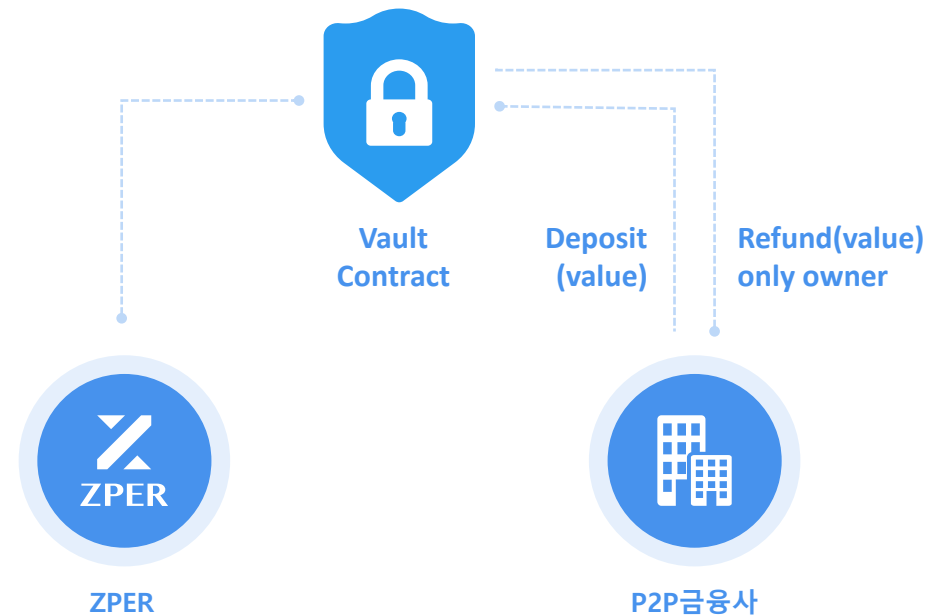 Vault
Contract
Deposit
(value)
Refund(value)
only owner
ZPER
ZPER
P2P금융사